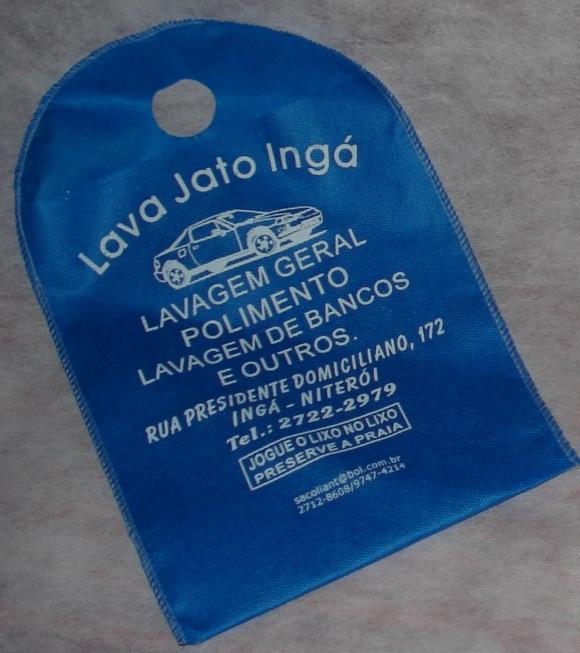 Lava Jato Ingá
LAVAGEM GERAL
POLIMENTO
LAVAGEM DE BANCOS
E OUTROS.
RUA PRESIDENTE DOMICILIANO, 172
INGÁ - NITERÓI
Tel.: 2722-2979
JOGUE O LIXO NO LIXO
PRESERVE A PRAIA
sacoliant@bol.com.br
2712-8608/9747-4214